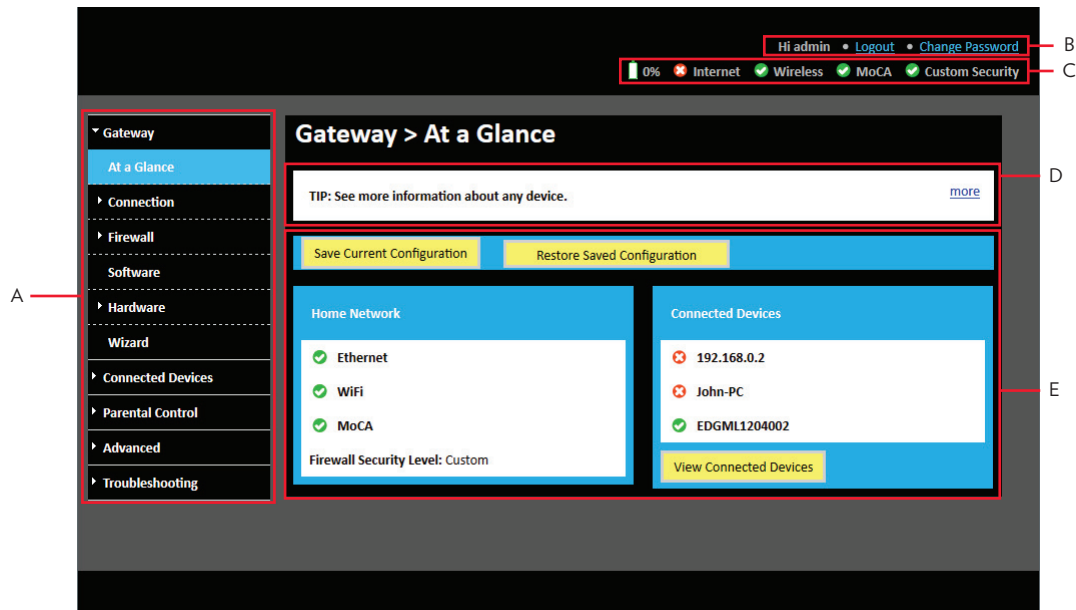 Hi admin • Logout • Change Password
B
0% Internet Wireless MoCA Custom Security
C
A
Gateway
At a Glance
Connection
Firewall
Software
Hardware
Wizard
Connected Devices
Parental Control
Advanced
Troubleshooting
Gateway > At a Glance
D
TIP: See more information about any device.
more
Save Current Configuration
Restore Saved Configuration
Home Network
Ethernet
WiFi
MoCA
Firewall Security Level: Custom
Connected Devices
192.168.0.2
John-PC
EDGML1204002
View Connected Devices
E